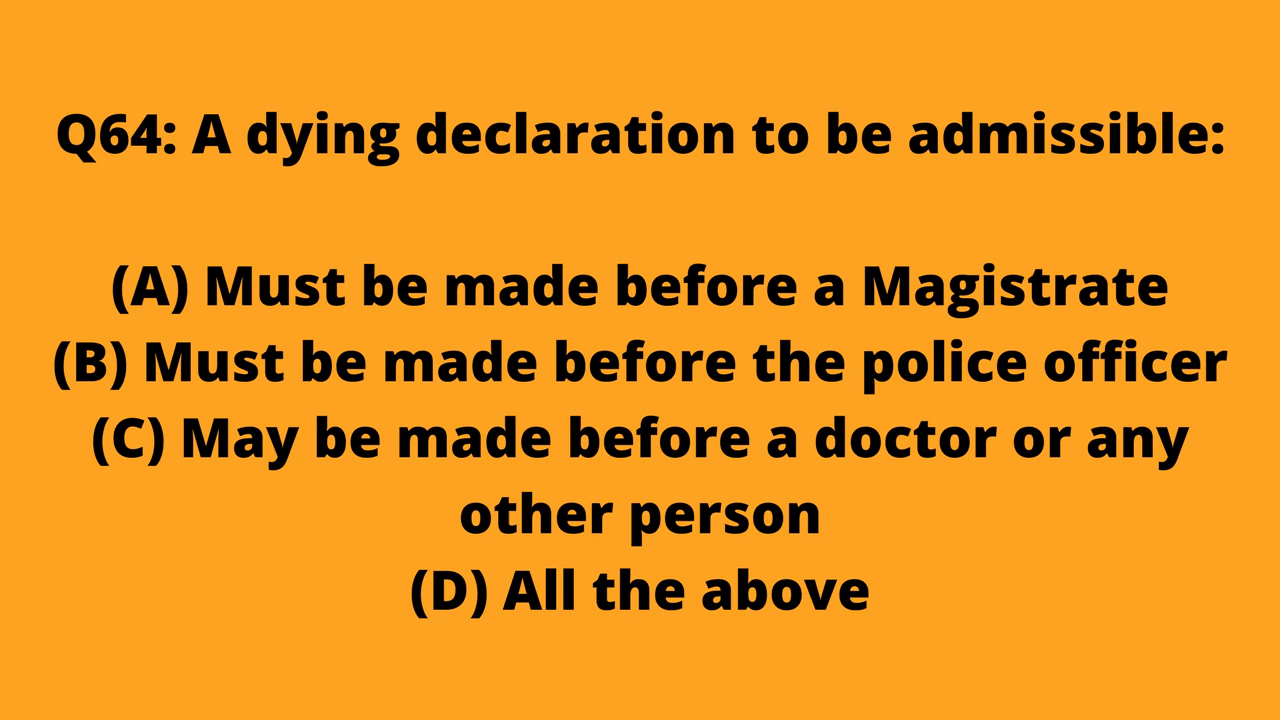 Q64: A dying declaration to be admissible:
(A) Must be made before a Magistrate
(B) Must be made before the police officer
(C) May be made before a doctor or any
other person
(D) All the above